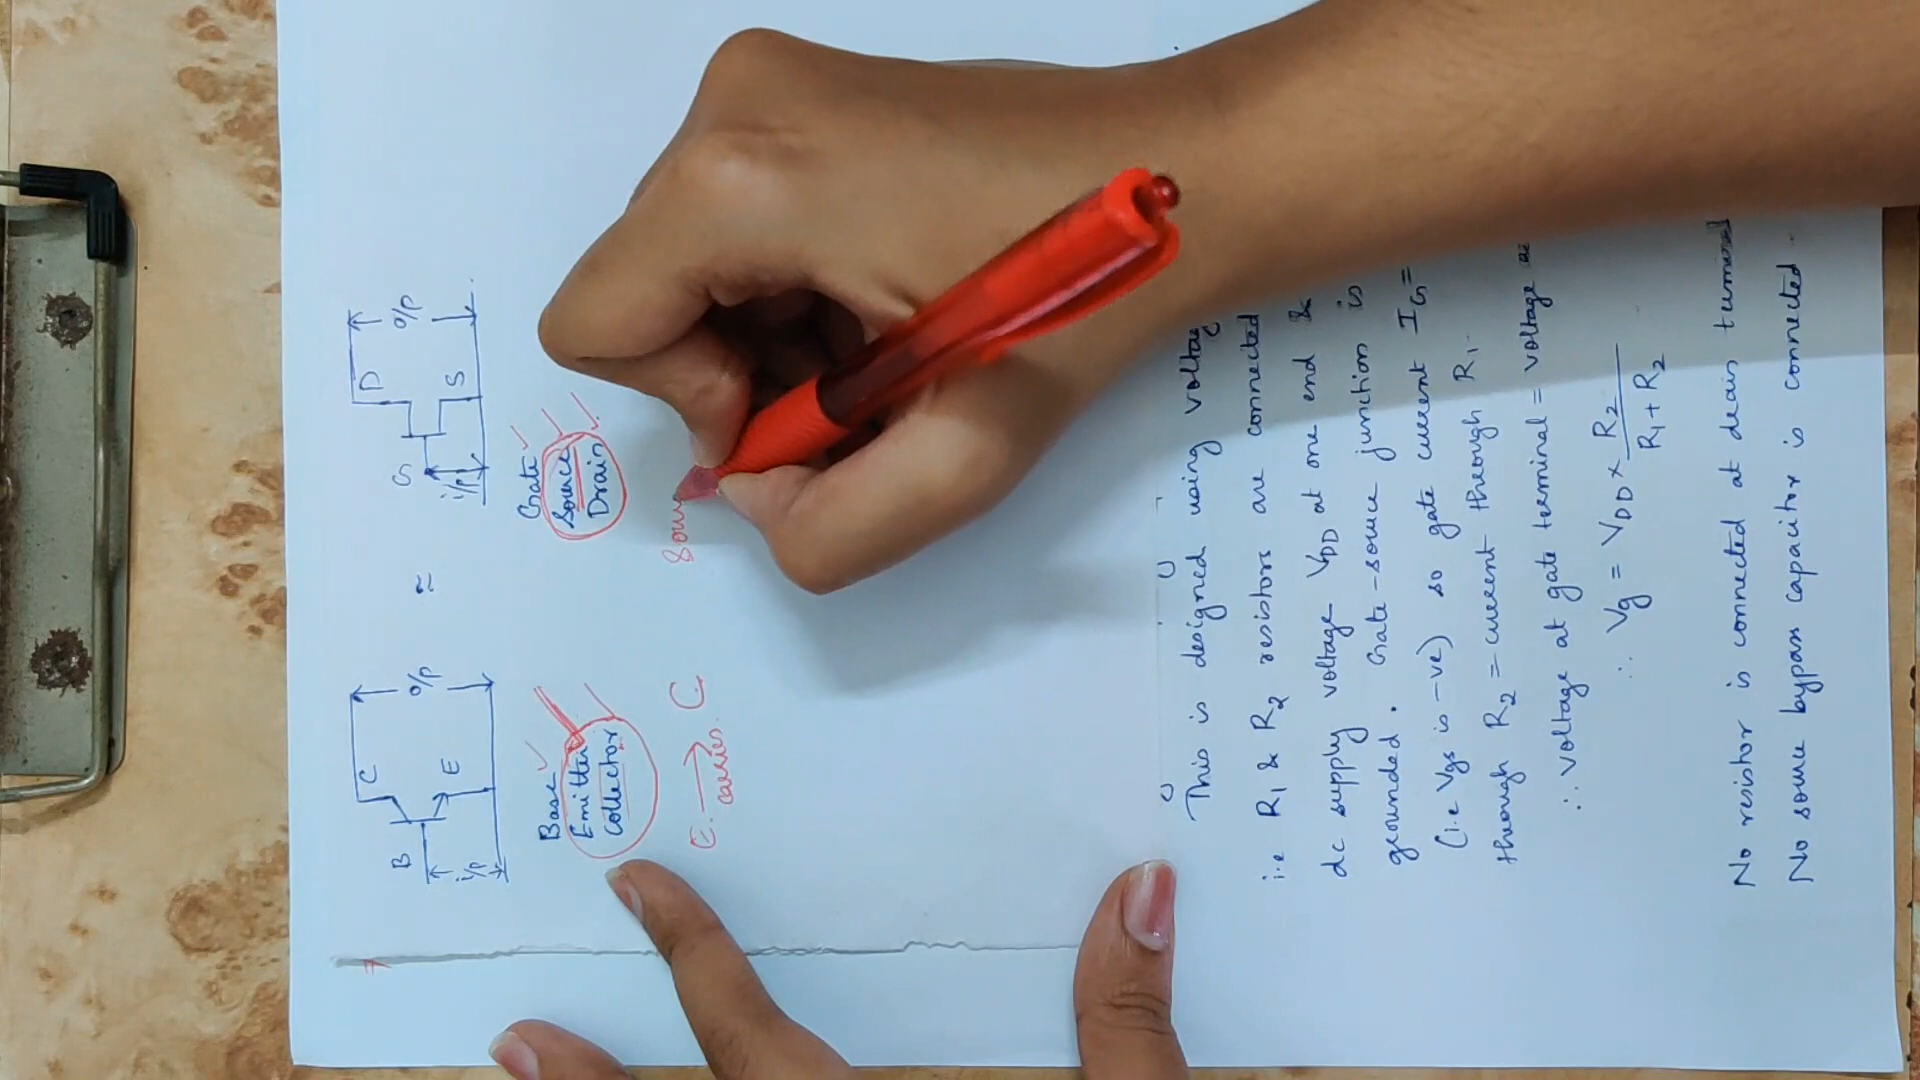 C
B
E
i/p
o/p
≈
D
G
S
i/p
o/p
Base
Emitter
Collector
Gate
Source
Drain
E → C
carries.
Sour
This is designed using voltag
i.e R1 & R2 resistors are connected
dc supply voltage VDD at one end &
grounded. Gate-source junction is
(i.e Vgs is -ve) so gate current IG =
through R2 = current through R1.
∴ voltage at gate terminal = voltage ac
∴ Vg = VDD × R2 / R1 + R2
No resistor is connected at drain terminal
No source bypass capacitor is connected.